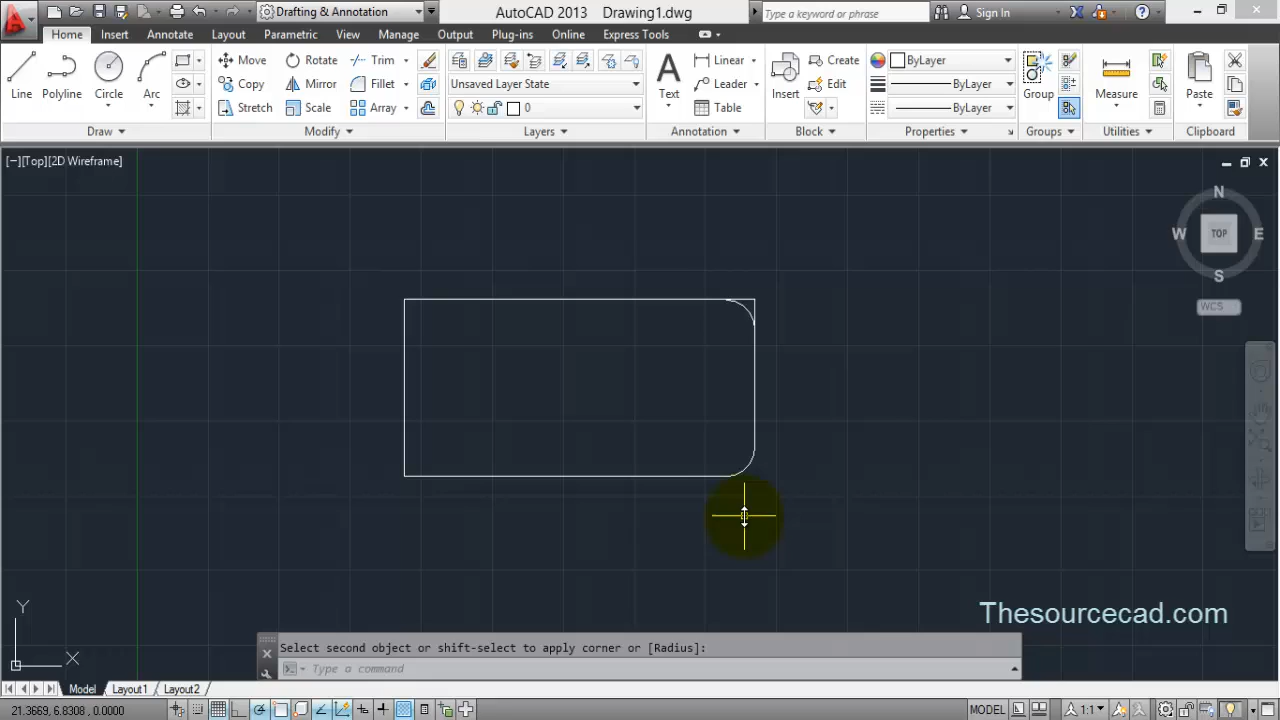 Drafting & Annotation
AutoCAD 2013 Drawing1.dwg
Type a keyword or phrase
Sign In
Home Insert Annotate Layout Parametric View Manage Output Plug-ins Online Express Tools
Line Polyline Circle Arc
Move Rotate Trim
Copy Mirror Fillet
Stretch Scale Array
Unsaved Layer State
0
Text
Linear
Leader
Table
Insert
Create
Edit
ByLayer
ByLayer
ByLayer
Group
Measure
Paste
Draw Modify Layers Annotation Block Properties Groups Utilities Clipboard
[−][Top][2D Wireframe]
N
W TOP E
S
WCS
Y
X
Thesourcecad.com
Select second object or shift-select to apply corner or [Radius]:
Type a command
Model Layout1 Layout2
21.3669, 6.8308, 0.0000
MODEL
1:1